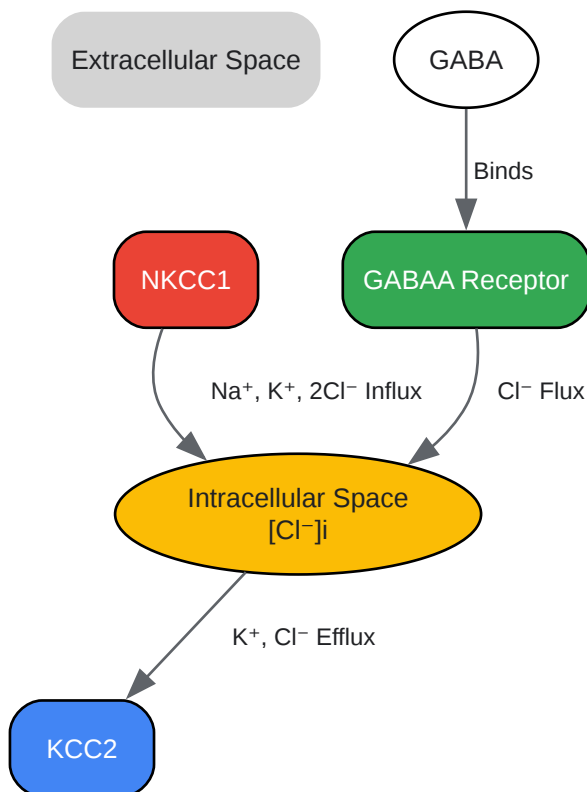 Extracellular Space
GABA
Binds
NKCC1
GABAA Receptor
Na⁺, K⁺, 2Cl⁻ Influx
Cl⁻ Flux
Intracellular Space
[Cl⁻]i
K⁺, Cl⁻ Efflux
KCC2